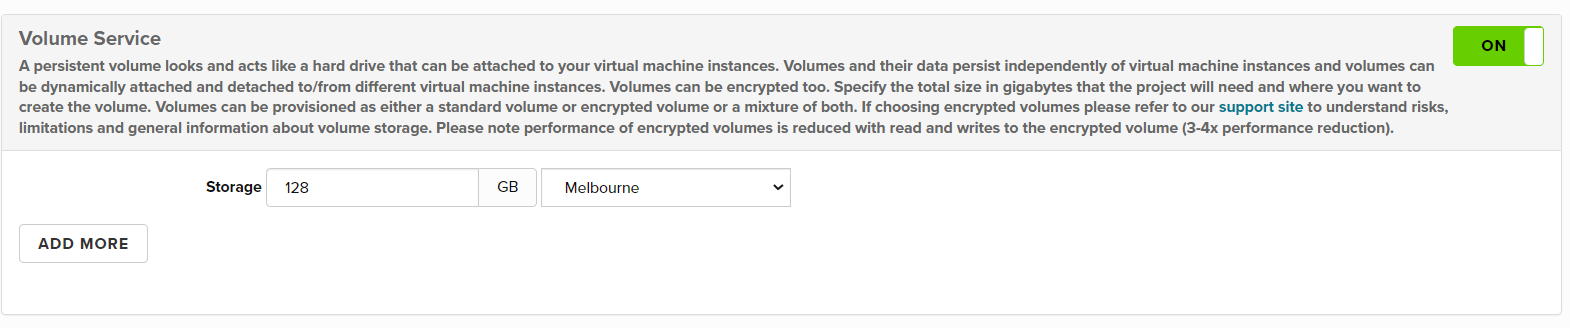 Volume Service
ON
A persistent volume looks and acts like a hard drive that can be attached to your virtual machine instances. Volumes and their data persist independently of virtual machine instances and volumes can
be dynamically attached and detached to/from different virtual machine instances. Volumes can be encrypted too. Specify the total size in gigabytes that the project will need and where you want to
create the volume. Volumes can be provisioned as either a standard volume or encrypted volume or a mixture of both. If choosing encrypted volumes please refer to our support site to understand risks,
limitations and general information about volume storage. Please note performance of encrypted volumes is reduced with read and writes to the encrypted volume (3-4x performance reduction).
Storage 128 GB Melbourne
ADD MORE